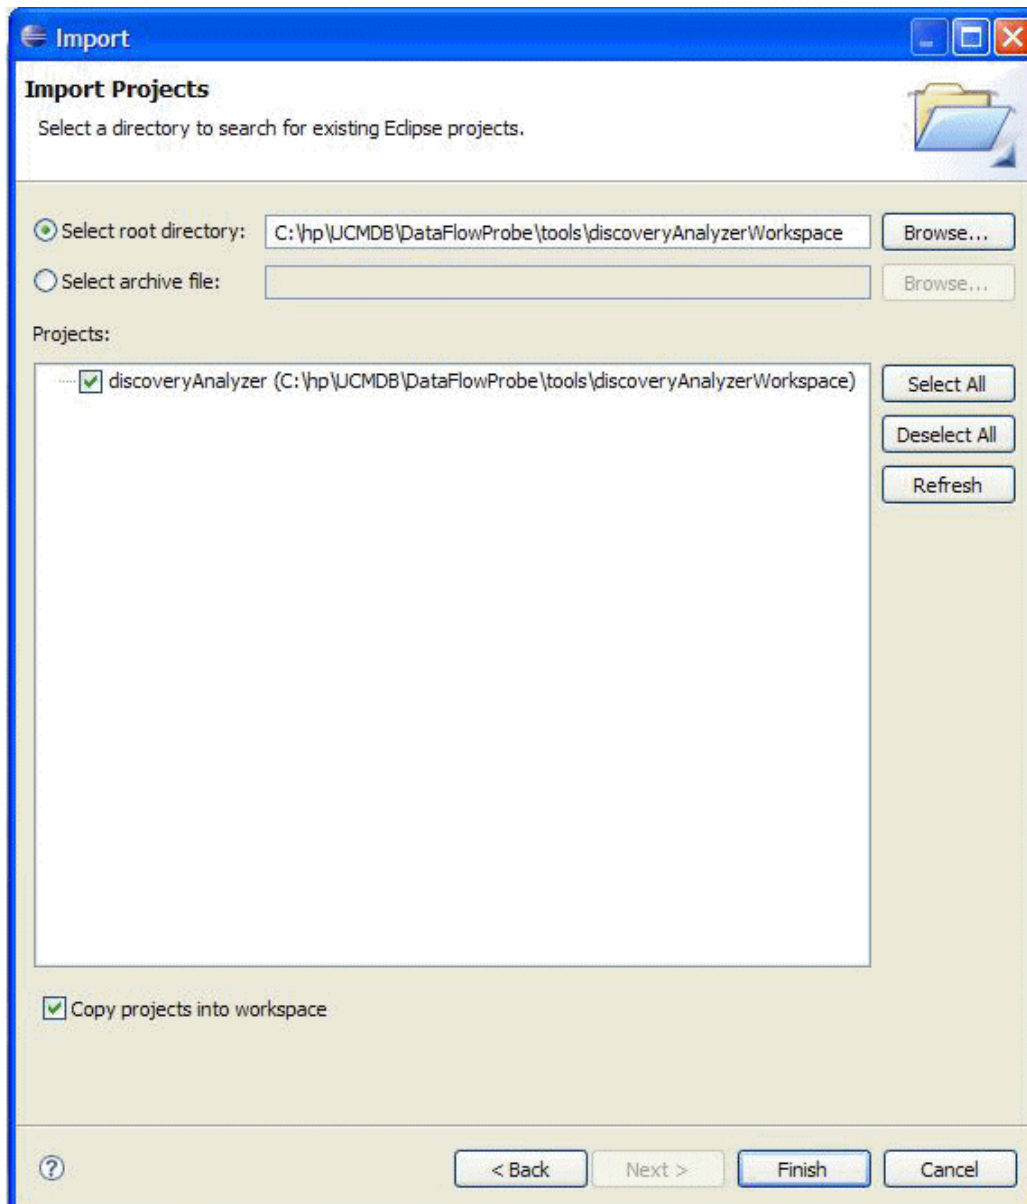 Import
Import Projects
Select a directory to search for existing Eclipse projects.
Select root directory: C:\hp\UCMDB\DataFlowProbe\tools\discoveryAnalyzerWorkspace Browse...
Select archive file: Browse...
Projects:
discoveryAnalyzer (C:\hp\UCMDB\DataFlowProbe\tools\discoveryAnalyzerWorkspace)
Select All
Deselect All
Refresh
Copy projects into workspace
? < Back Next > Finish Cancel